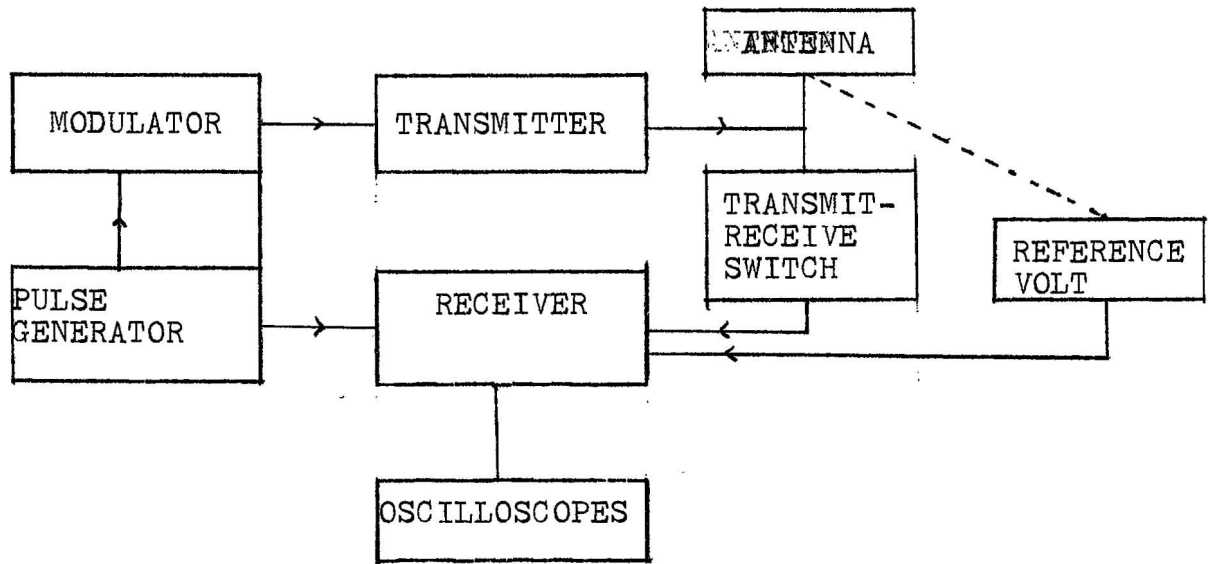 ANTENNA
MODULATOR
TRANSMITTER
TRANSMIT-
RECEIVE
SWITCH
REFERENCE
VOLT
PULSE
GENERATOR
RECEIVER
OSCILLOSCOPES